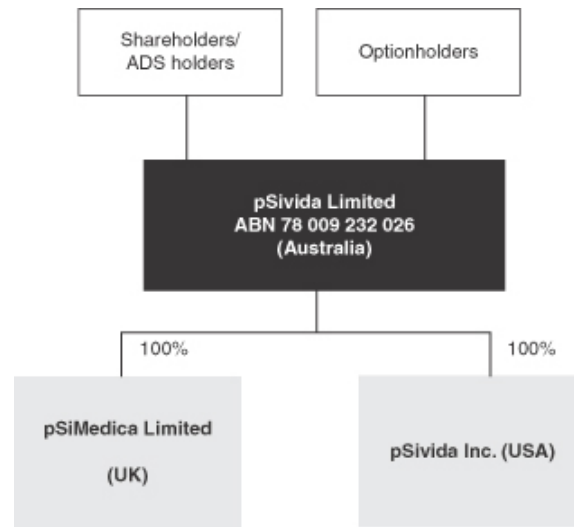 Shareholders/
ADS holders
Optionholders
pSivida Limited
ABN 78 009 232 026
(Australia)
100%
100%
pSiMedica Limited
(UK)
pSivida Inc. (USA)